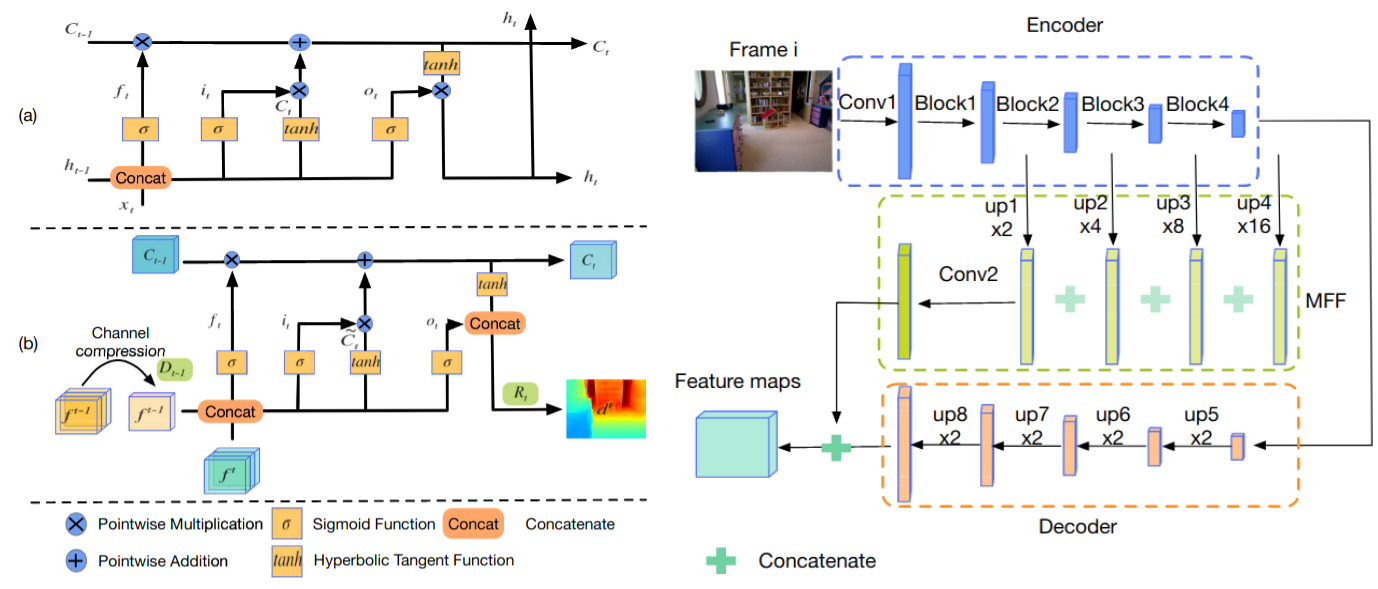 (a)
C_{t-1}
h_t
C_t
tanh
f_t
i_t
C_t
o_t
σ
σ
tanh
σ
h_{t-1}
Concat
h_t
x_t
(b)
C_{t-1}
C_t
tanh
f_t
i_t
C̃_t
o_t
Concat
Channel
compression
D_{t-1}
σ
σ
tanh
σ
R_t
f^{t-1}
f^{t-1}
Concat
d^t
f^t
Pointwise Multiplication
σ
Sigmoid Function
Concat
Concatenate
Pointwise Addition
tanh
Hyperbolic Tangent Function
Encoder
Frame i
Conv1
Block1
Block2
Block3
Block4
up1
x2
up2
x4
up3
x8
up4
x16
Conv2
MFF
Feature maps
up8
x2
up7
x2
up6
x2
up5
x2
Decoder
Concatenate